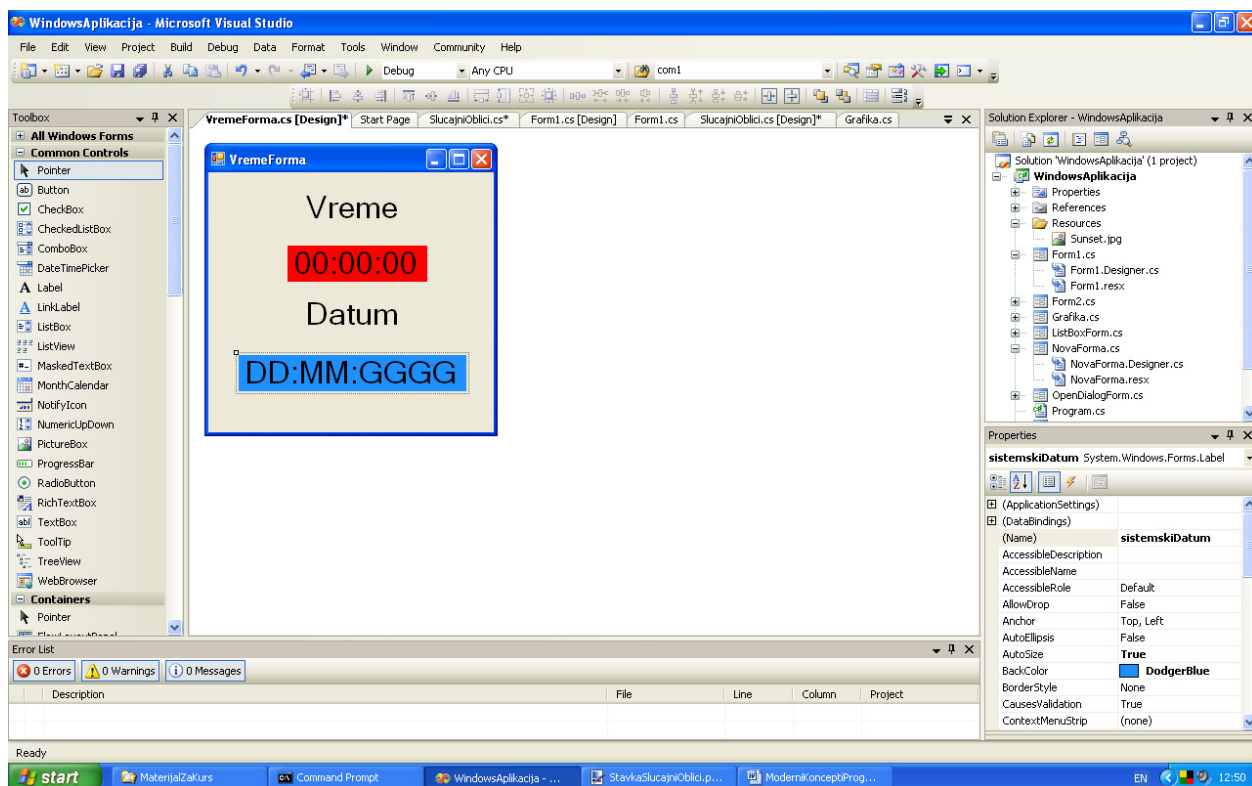 WindowsAplikacija - Microsoft Visual Studio
File Edit View Project Build Debug Data Format Tools Window Community Help
Debug Any CPU com1
Toolbox
All Windows Forms
Common Controls
Pointer
Button
CheckBox
CheckedListBox
ComboBox
DateTimePicker
Label
LinkLabel
ListBox
ListView
MaskedTextBox
MonthCalendar
NotifyIcon
NumericUpDown
PictureBox
ProgressBar
RadioButton
RichTextBox
TextBox
ToolTip
TreeView
WebBrowser
Containers
Pointer
VremeForma.cs [Design]* Start Page SlucajniOblici.cs* Form1.cs [Design] Form1.cs SlucajniOblici.cs [Design]* Grafika.cs
VremeForma
Vreme
00:00:00
Datum
DD:MM:GGGG
Solution Explorer - WindowsAplikacija
Solution 'WindowsAplikacija' (1 project)
WindowsAplikacija
Properties
References
Resources
Sunset.jpg
Form1.cs
Form1.Designer.cs
Form1.resx
Form2.cs
Grafika.cs
ListBoxForm.cs
NovaForma.cs
NovaForma.Designer.cs
NovaForma.resx
OpenDialogForm.cs
Program.cs
Properties
sistemskiDatum System.Windows.Forms.Label
(ApplicationSettings)
(DataBindings)
(Name) sistemskiDatum
AccessibleDescription
AccessibleName
AccessibleRole Default
AllowDrop False
Anchor Top, Left
AutoEllipsis False
AutoSize True
BackColor DodgerBlue
BorderStyle None
CausesValidation True
ContextMenuStrip (none)
Error List
0 Errors 0 Warnings 0 Messages
Description File Line Column Project
Ready
start MaterijalZaKurs Command Prompt WindowsAplikacija - ... StavkaSlucajniOblici.p... ModerniKonceptiProg... EN 12:50